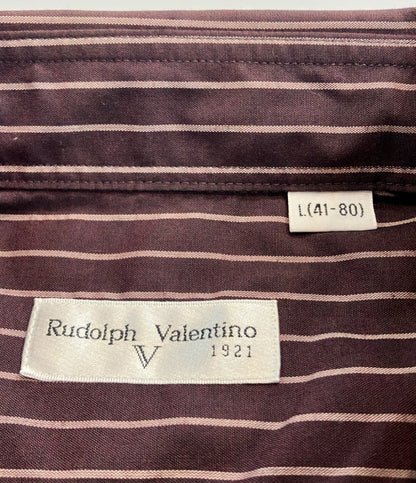 L(41-80)
Rudolph Valentino
V 1921